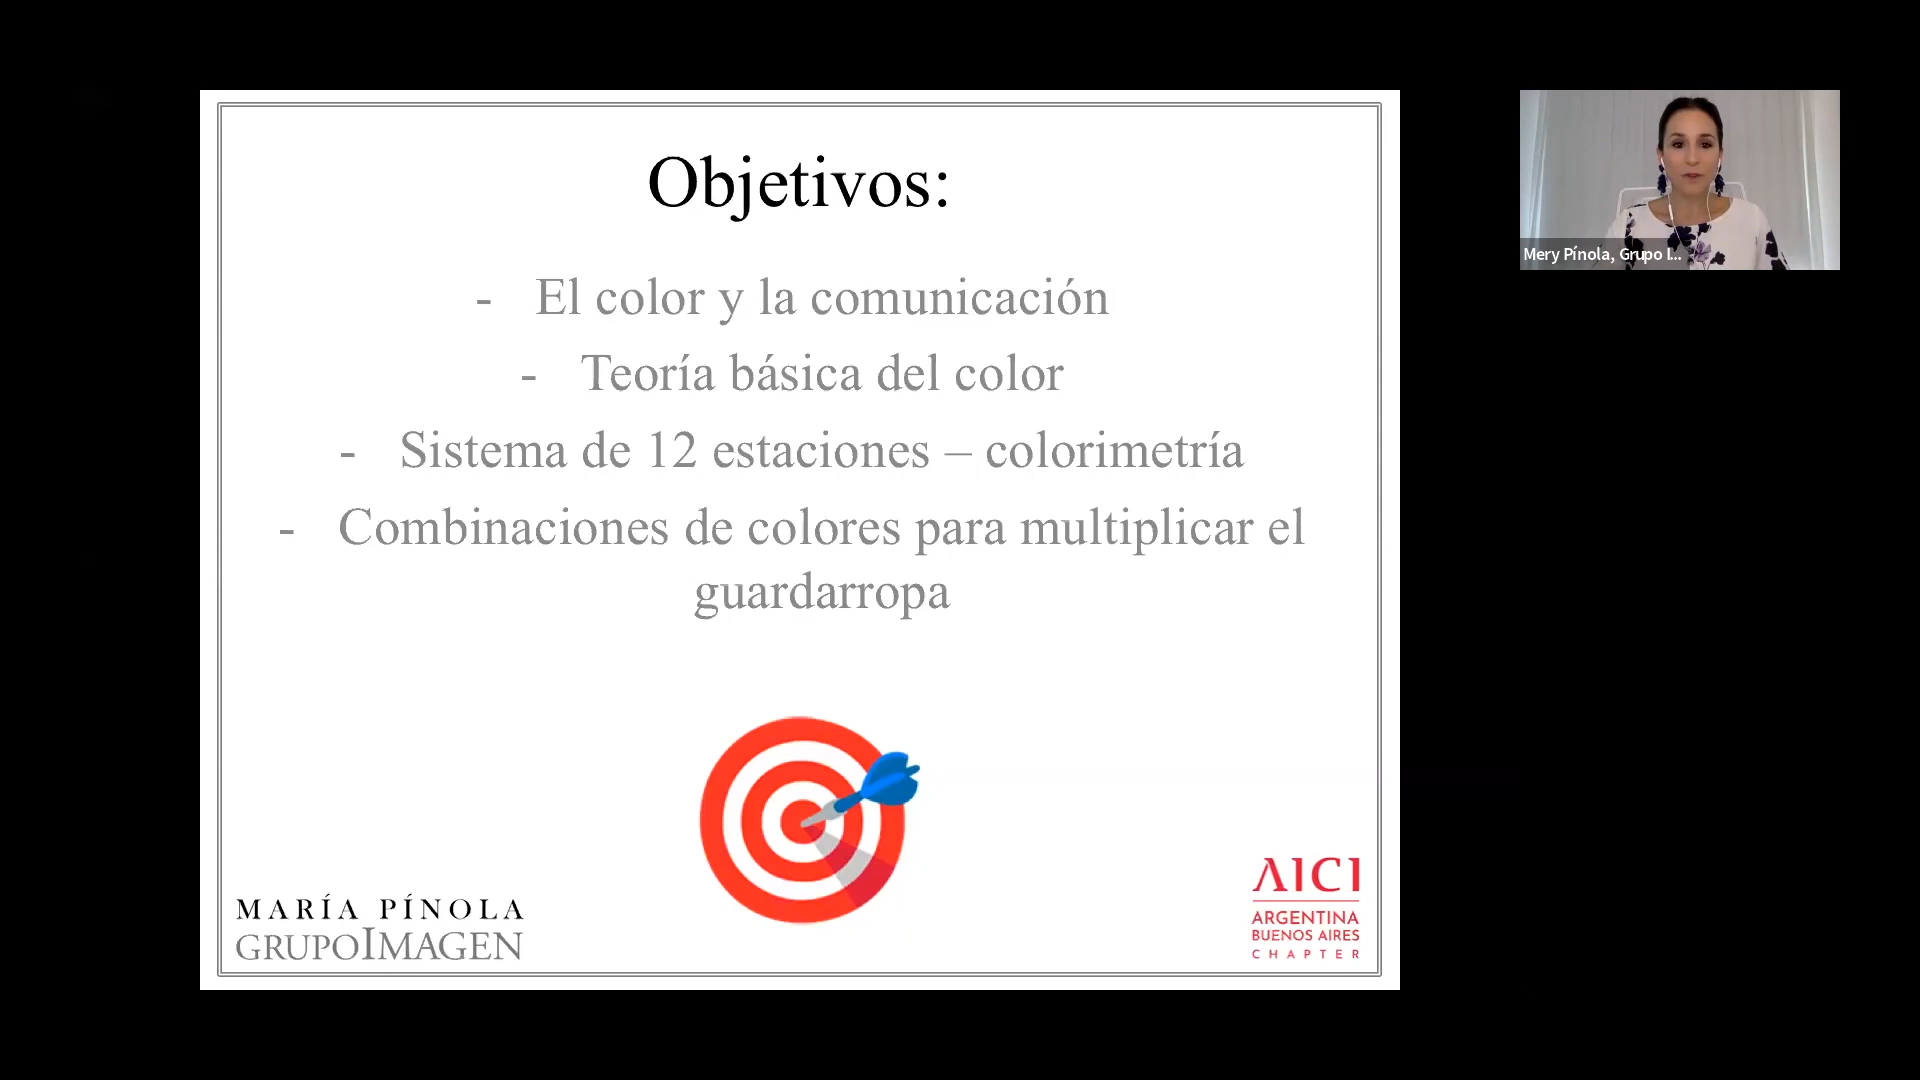 Objetivos:
- El color y la comunicación
- Teoría básica del color
- Sistema de 12 estaciones – colorimetría
- Combinaciones de colores para multiplicar el
guardarropa
MARÍA PÍNOLA
GRUPOIMAGEN
AICI
ARGENTINA
BUENOS AIRES
CHAPTER
Mery Pínola, Grupo I...